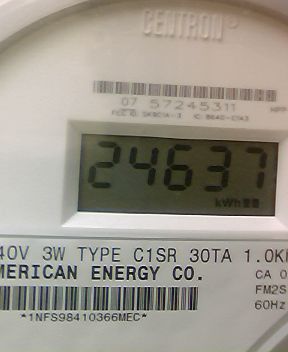 CENTRON®
07 57245311
24637
kWh
40V 3W TYPE C1SR 30TA 1.0K
MERICAN ENERGY CO.
CA 0
FM2S
60Hz
*1NFS98410366MEC*